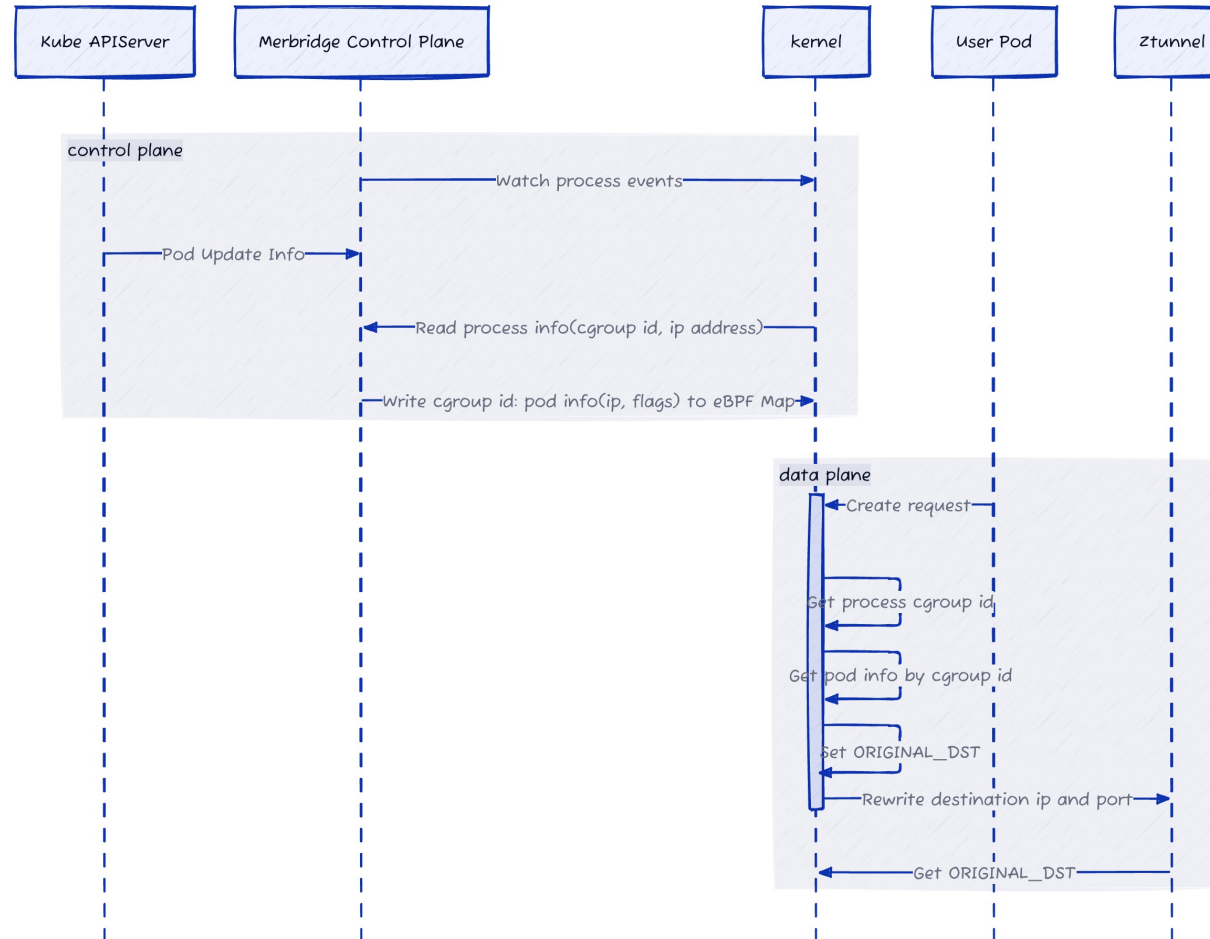 Kube APIServer
Merbridge Control Plane
kernel
User Pod
Ztunnel
control plane
Watch process events
Pod Update Info
Read process info(cgroup id, ip address)
Write cgroup id: pod info(ip, flags) to eBPF Map
data plane
Create request
Get process cgroup id
Get pod info by cgroup id
Set ORIGINAL_DST
Rewrite destination ip and port
Get ORIGINAL_DST